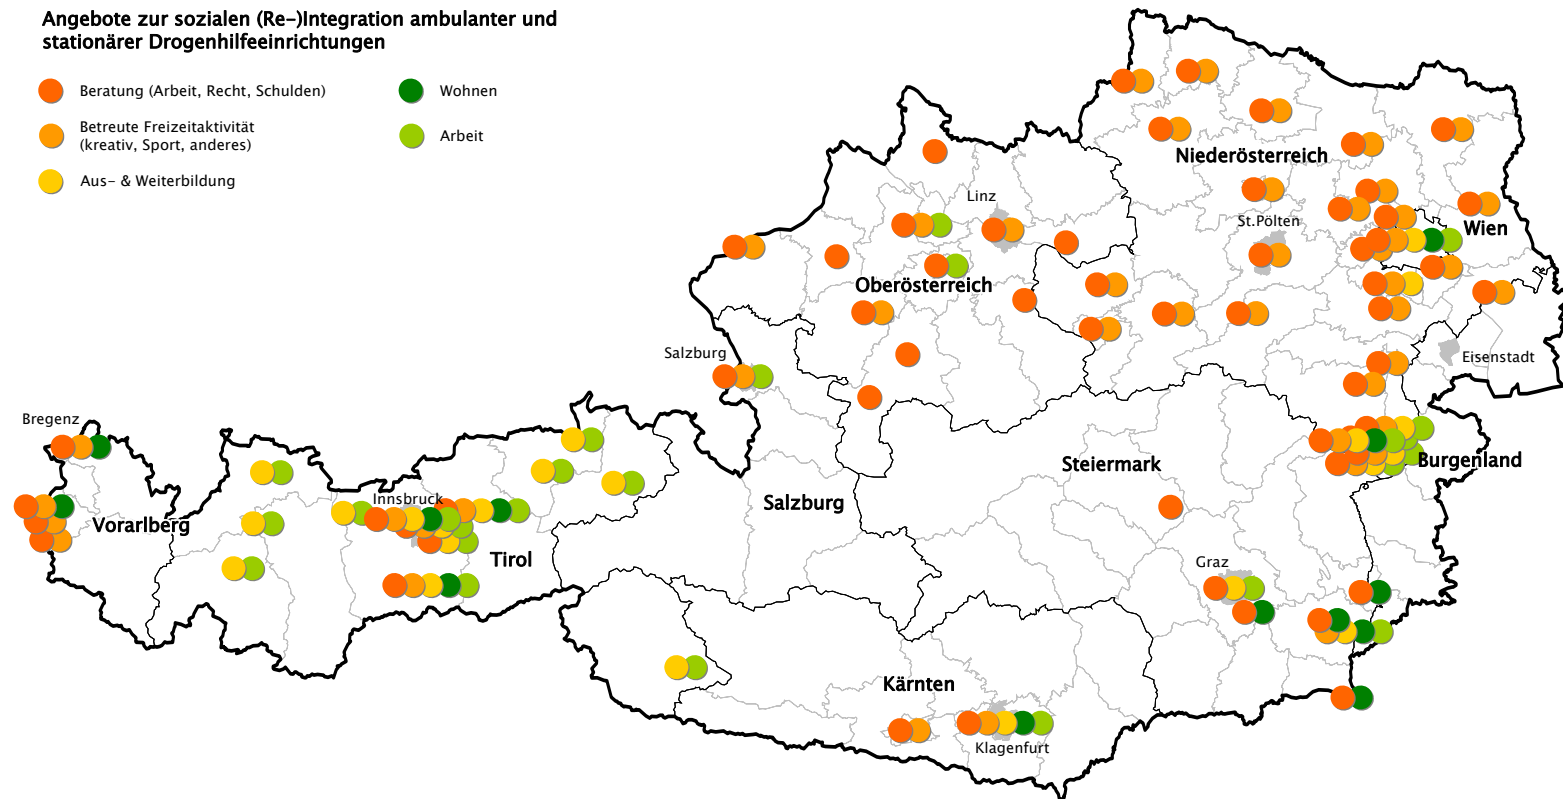 Angebote zur sozialen (Re-)Integration ambulanter und
stationärer Drogenhilfeeinrichtungen
Beratung (Arbeit, Recht, Schulden)
Betreute Freizeitaktivität
(kreativ, Sport, anderes)
Aus- & Weiterbildung
Wohnen
Arbeit
Niederösterreich
Linz
St.Pölten
Wien
Oberösterreich
Salzburg
Eisenstadt
Bregenz
Steiermark
Burgenland
Innsbruck
Salzburg
Vorarlberg
Tirol
Graz
Kärnten
Klagenfurt